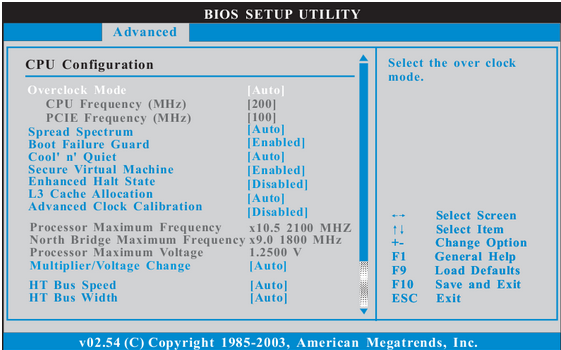 BIOS SETUP UTILITY
Advanced
CPU Configuration
Overclock Mode [Auto]
CPU Frequency (MHz) [200]
PCIE Frequency (MHz) [100]
Spread Spectrum [Auto]
Boot Failure Guard [Enabled]
Cool' n' Quiet [Auto]
Secure Virtual Machine [Enabled]
Enhanced Halt State [Disabled]
L3 Cache Allocation [Auto]
Advanced Clock Calibration [Disabled]
Processor Maximum Frequency x10.5 2100 MHZ
North Bridge Maximum Frequency x9.0 1800 MHz
Processor Maximum Voltage 1.2500 V
Multiplier/Voltage Change [Auto]
HT Bus Speed [Auto]
HT Bus Width [Auto]
Select the over clock
mode.
←→ Select Screen
↑↓ Select Item
+- Change Option
F1 General Help
F9 Load Defaults
F10 Save and Exit
ESC Exit
v02.54 (C) Copyright 1985-2003, American Megatrends, Inc.